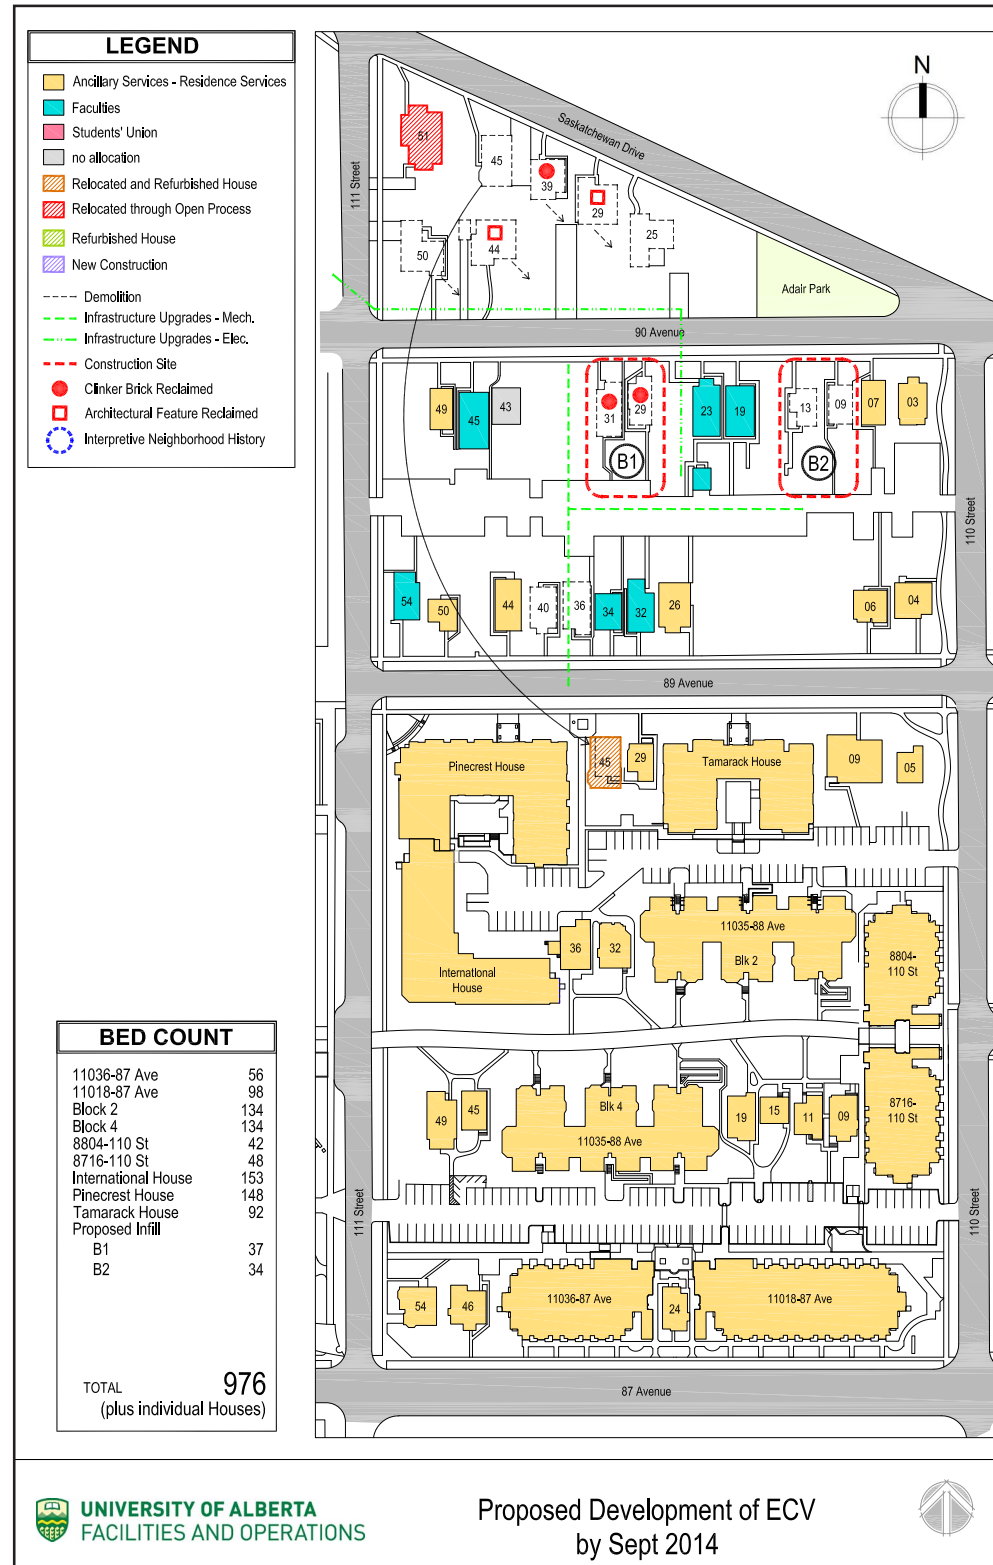 LEGEND
Ancillary Services - Residence Services
Faculties
Students' Union
no allocation
Relocated and Refurbished House
Relocated through Open Process
Refurbished House
New Construction
Demolition
Infrastructure Upgrades - Mech.
Infrastructure Upgrades - Elec.
Construction Site
Clinker Brick Reclaimed
Architectural Feature Reclaimed
Interpretive Neighborhood History
N
Saskatchewan Drive
111 Street
51
45
39
29
25
50
44
Adair Park
90 Avenue
49
45
43
31
29
23
19
13
09
07
03
B1
B2
110 Street
54
50
44
40
36
34
32
26
06
04
89 Avenue
Pinecrest House
45
29
Tamarack House
09
05
11035-88 Ave
Blk 2
36
32
International
House
8804-
110 St
49
45
Blk 4
11035-88 Ave
19
15
11
09
8716-
110 St
111 Street
110 Street
54
46
11036-87 Ave
24
11018-87 Ave
87 Avenue
BED COUNT
11036-87 Ave 56
11018-87 Ave 98
Block 2 134
Block 4 134
8804-110 St 42
8716-110 St 48
International House 153
Pinecrest House 148
Tamarack House 92
Proposed Infill
B1 37
B2 34
TOTAL 976
(plus individual Houses)
UNIVERSITY OF ALBERTA
FACILITIES AND OPERATIONS
Proposed Development of ECV
by Sept 2014